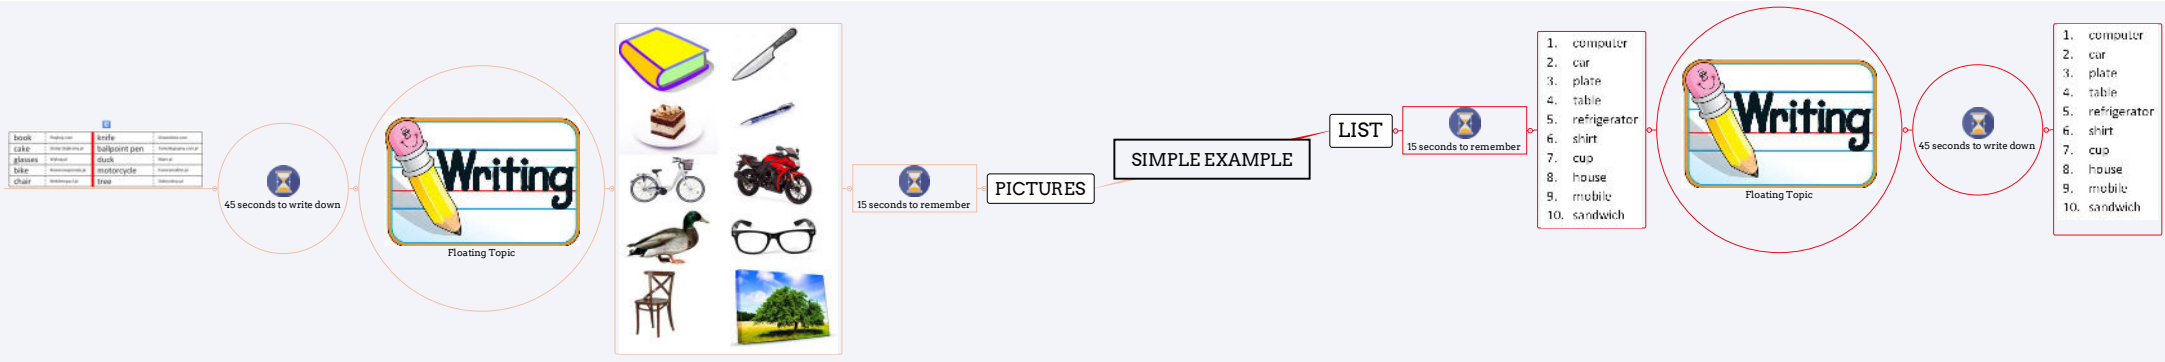 book knife
cake ballpoint pen
glasses duck
bike motorcycle
chair tree
45 seconds to write down
Writing
Floating Topic
15 seconds to remember
PICTURES
SIMPLE EXAMPLE
LIST
15 seconds to remember
1. computer
2. car
3. plate
4. table
5. refrigerator
6. shirt
7. cup
8. house
9. mobile
10. sandwich
Writing
Floating Topic
45 seconds to write down
1. computer
2. car
3. plate
4. table
5. refrigerator
6. shirt
7. cup
8. house
9. mobile
10. sandwich